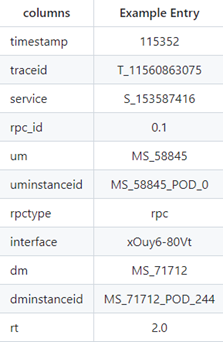 columns Example Entry
timestamp 115352
traceid T_11560863075
service S_153587416
rpc_id 0.1
um MS_58845
uminstanceid MS_58845_POD_0
rpctype rpc
interface xOuy6-80Vt
dm MS_71712
dminstanceid MS_71712_POD_244
rt 2.0